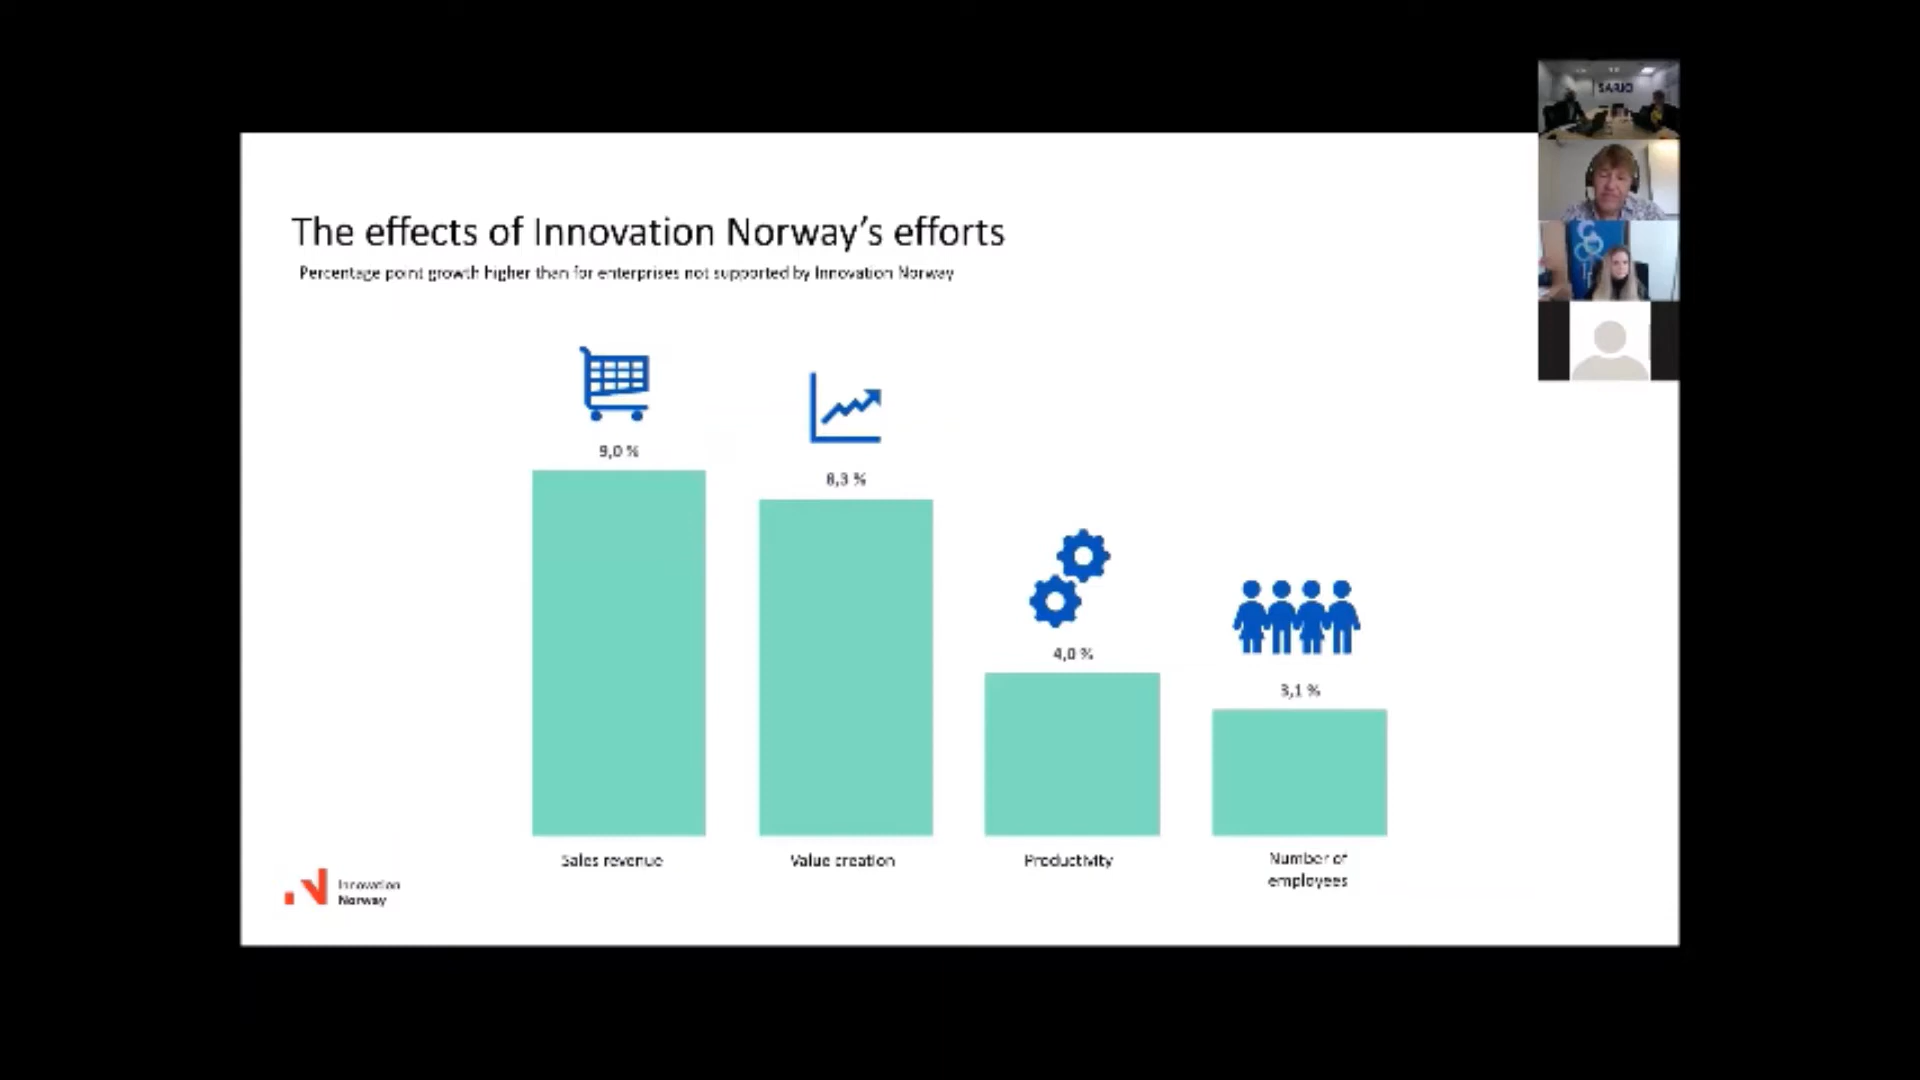 SARIO
The effects of Innovation Norway's efforts
Percentage point growth higher than for enterprises not supported by Innovation Norway
9,0 %
8,3 %
4,0 %
3,1 %
Sales revenue
Value creation
Productivity
Number of
employees
Innovation
Norway